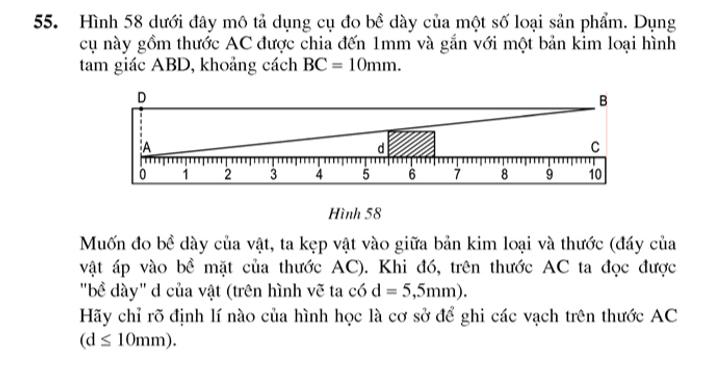 55. Hình 58 dưới đây mô tả dụng cụ đo bề dày của một số loại sản phẩm. Dụng
cụ này gồm thước AC được chia đến 1mm và gắn với một bản kim loại hình
tam giác ABD, khoảng cách BC = 10mm.
D
B
A
d
C
0 1 2 3 4 5 6 7 8 9 10
Hình 58
Muốn đo bề dày của vật, ta kẹp vật vào giữa bản kim loại và thước (đáy của
vật áp vào bề mặt của thước AC). Khi đó, trên thước AC ta đọc được
"bề dày" d của vật (trên hình vẽ ta có d = 5,5mm).
Hãy chỉ rõ định lí nào của hình học là cơ sở để ghi các vạch trên thước AC
(d ≤ 10mm).